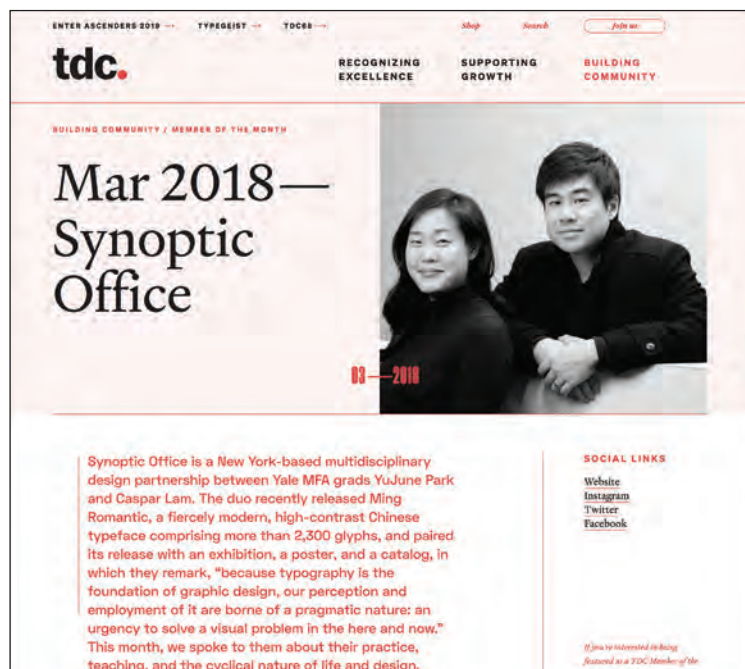 ENTER ASCENDERS 2019 → TYPEGEIST → TDC68 →
Shop Search Join us
tdc.
RECOGNIZING
EXCELLENCE
SUPPORTING
GROWTH
BUILDING
COMMUNITY
BUILDING COMMUNITY / MEMBER OF THE MONTH
Mar 2018—
Synoptic
Office
03—2018
Synoptic Office is a New York-based multidisciplinary
design partnership between Yale MFA grads YuJune Park
and Caspar Lam. The duo recently released Ming
Romantic, a fiercely modern, high-contrast Chinese
typeface comprising more than 2,300 glyphs, and paired
its release with an exhibition, a poster, and a catalog, in
which they remark, “because typography is the
foundation of graphic design, our perception and
employment of it are borne of a pragmatic nature: an
urgency to solve a visual problem in the here and now.”
This month, we spoke to them about their practice,
teaching, and the cyclical nature of life and design.
SOCIAL LINKS
Website
Instagram
Twitter
Facebook
If you're interested in being
featured as a TDC Member of the